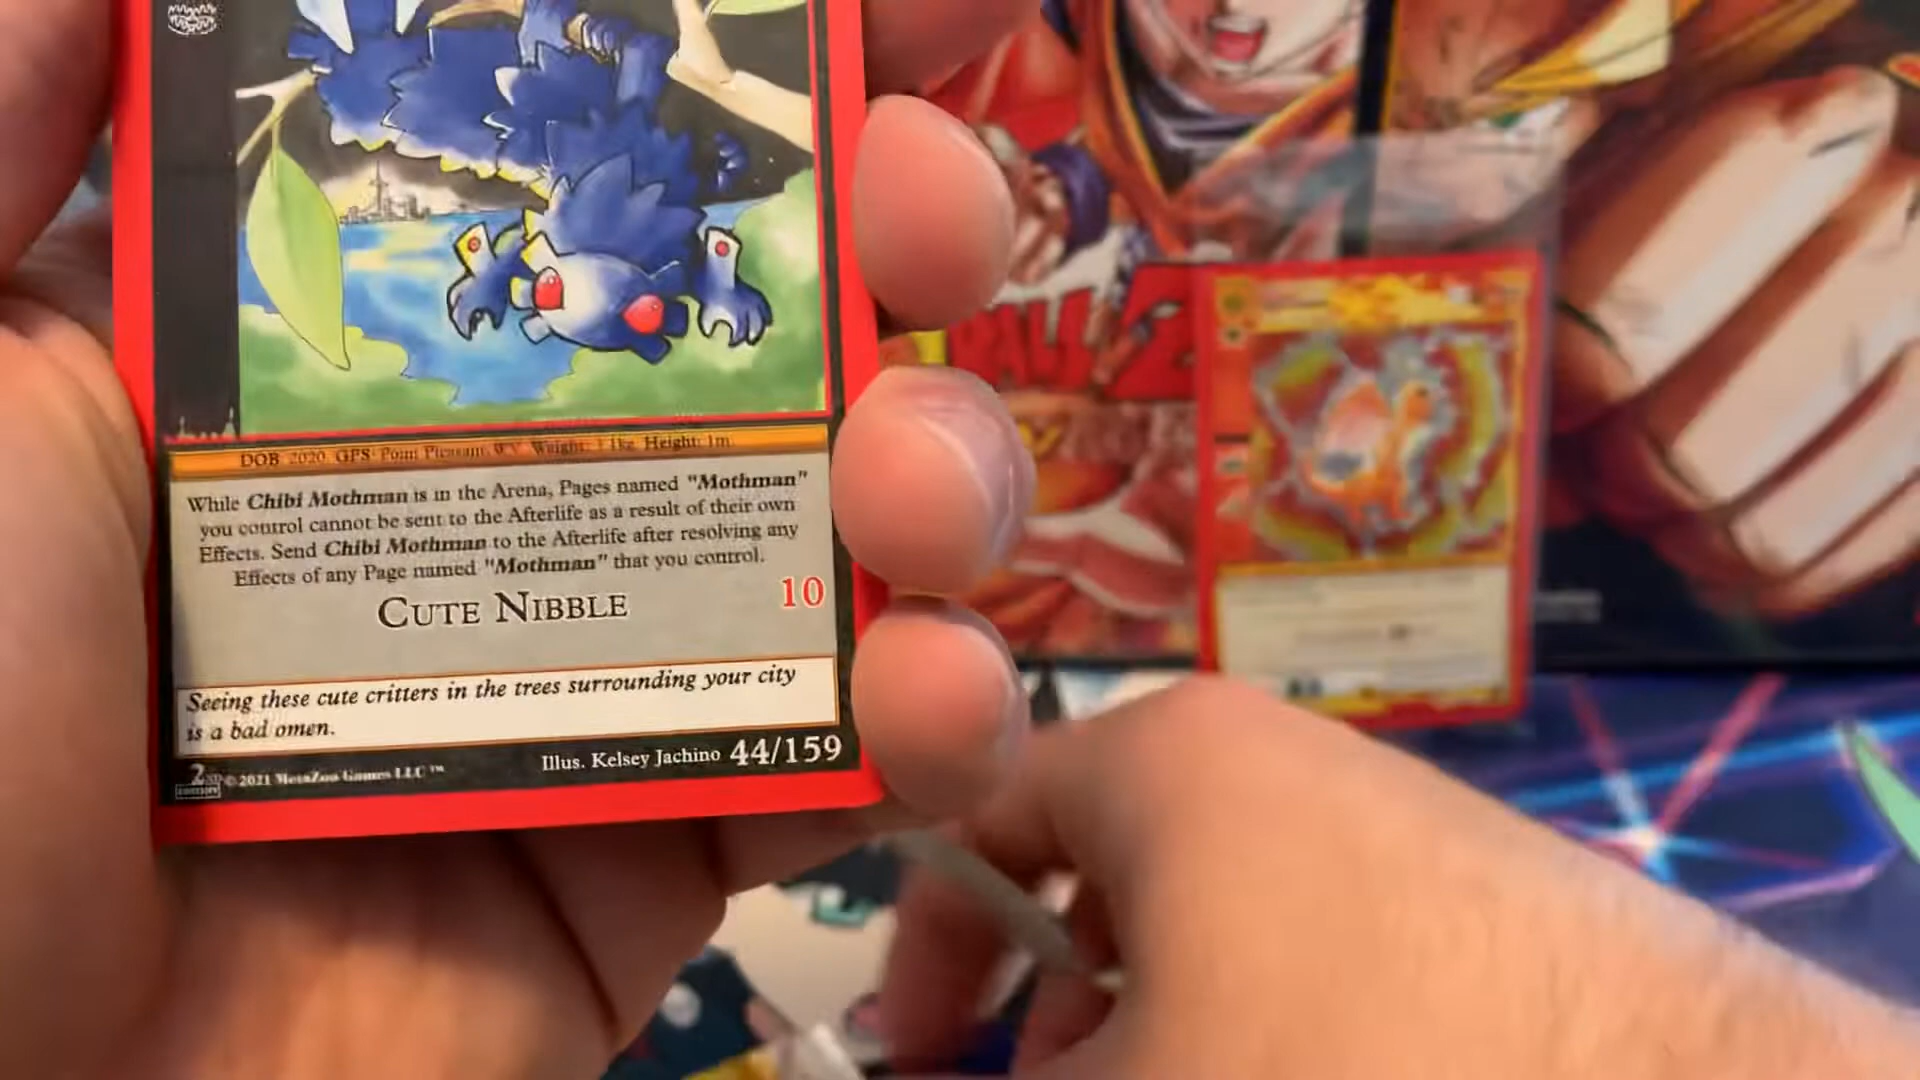 DOB 2020 GPS: Point Pleasant, WV Weight: 11kg Height: 1m
While Chibi Mothman is in the Arena, Pages named "Mothman"
you control cannot be sent to the Afterlife as a result of their own
Effects. Send Chibi Mothman to the Afterlife after resolving any
Effects of any Page named "Mothman" that you control.
CUTE NIBBLE
10
Seeing these cute critters in the trees surrounding your city
is a bad omen.
2ND EDITION © 2021 MetaZoo Games LLC ™
Illus. Kelsey Jachino 44/159
BALL Z